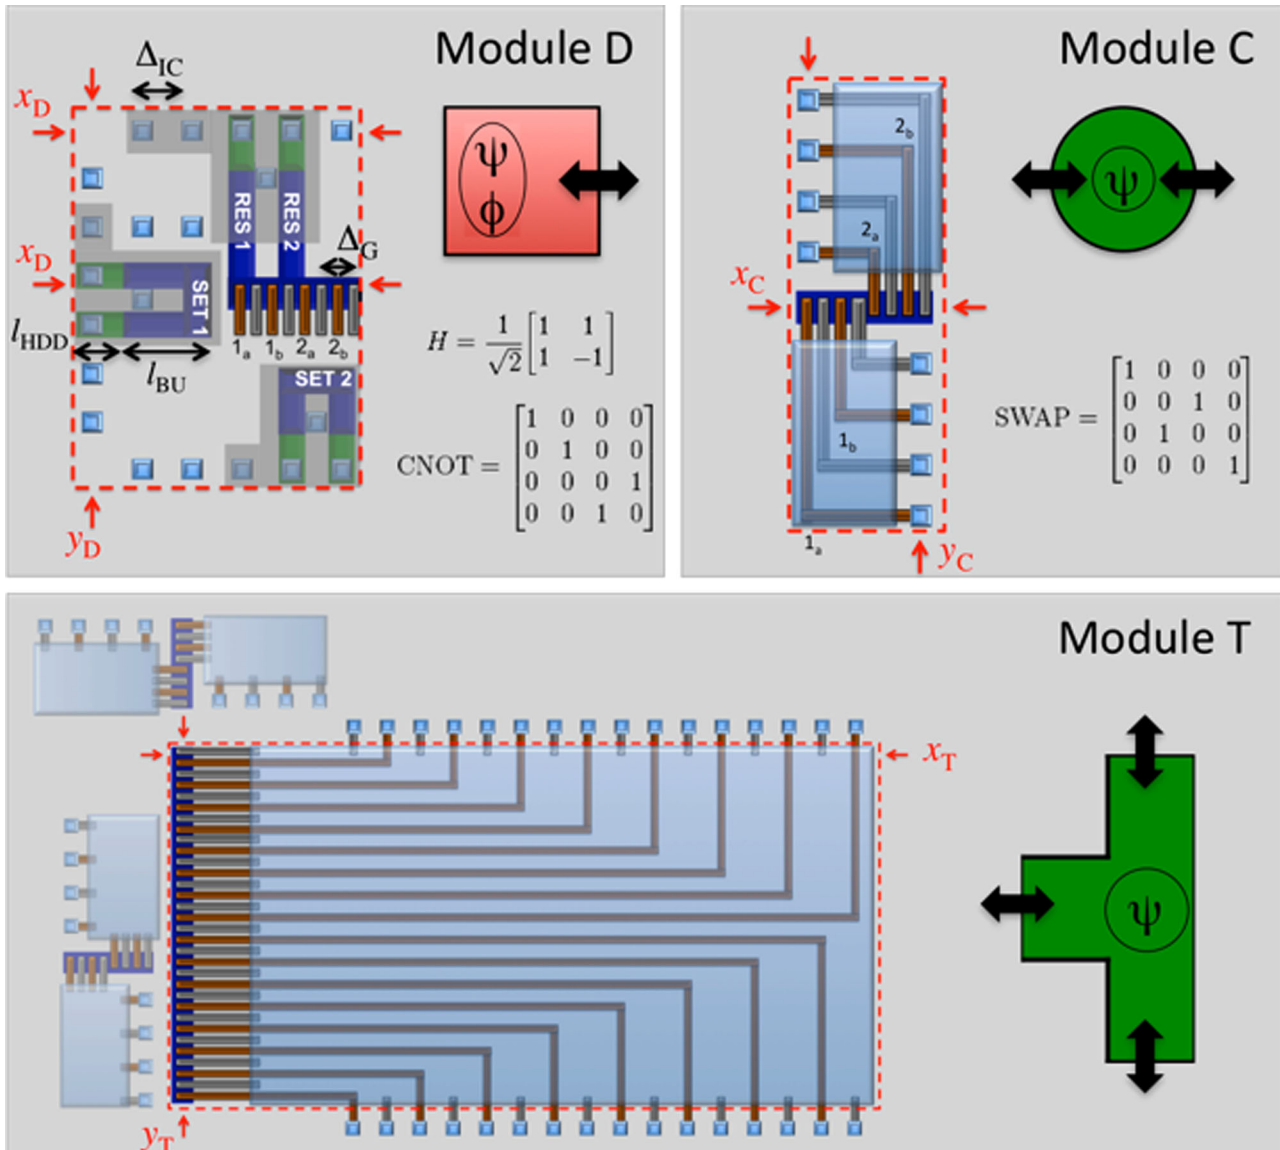 Module D
Δ_IC
x_D
RES 1
RES 2
Δ_G
x_D
SET 1
l_HDD
l_BU
1_a 1_b 2_a 2_b
SET 2
y_D
ψ
ϕ
H = 1/√2 [1 1
1 −1]
CNOT = [1 0 0 0
0 1 0 0
0 0 0 1
0 0 1 0]
Module C
2_b
2_a
x_C
1_b
1_a
y_C
ψ
SWAP = [1 0 0 0
0 0 1 0
0 1 0 0
0 0 0 1]
Module T
x_T
y_T
ψ